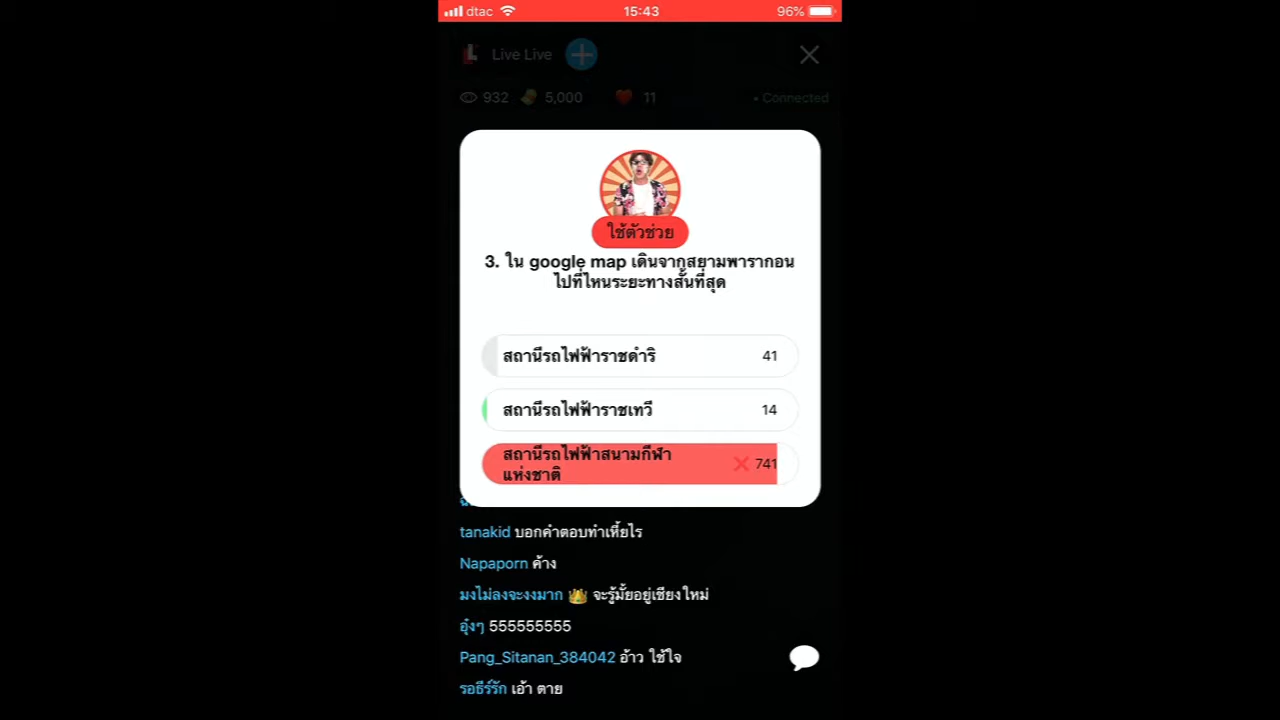 dtac 15:43 96%
L Live Live
932 5,000 11 • Connected
ใช้ตัวช่วย
3. ใน google map เดินจากสยามพารากอน
ไปที่ไหนระยะทางสั้นที่สุด
สถานีรถไฟฟ้าราชดำริ 41
สถานีรถไฟฟ้าราชเทวี 14
สถานีรถไฟฟ้าสนามกีฬา
แห่งชาติ 741
tanakid บอกคำตอบทำเหี้ยไร
Napaporn ค้าง
มงไม่ลงจะงงมาก 👑 จะรู้มั้ยอยู่เชียงใหม่
อุ๋งๆ 555555555
Pang_Sitanan_384042 อ้าว ใช้ใจ
รอธีร์รัก เอ้า ตาย